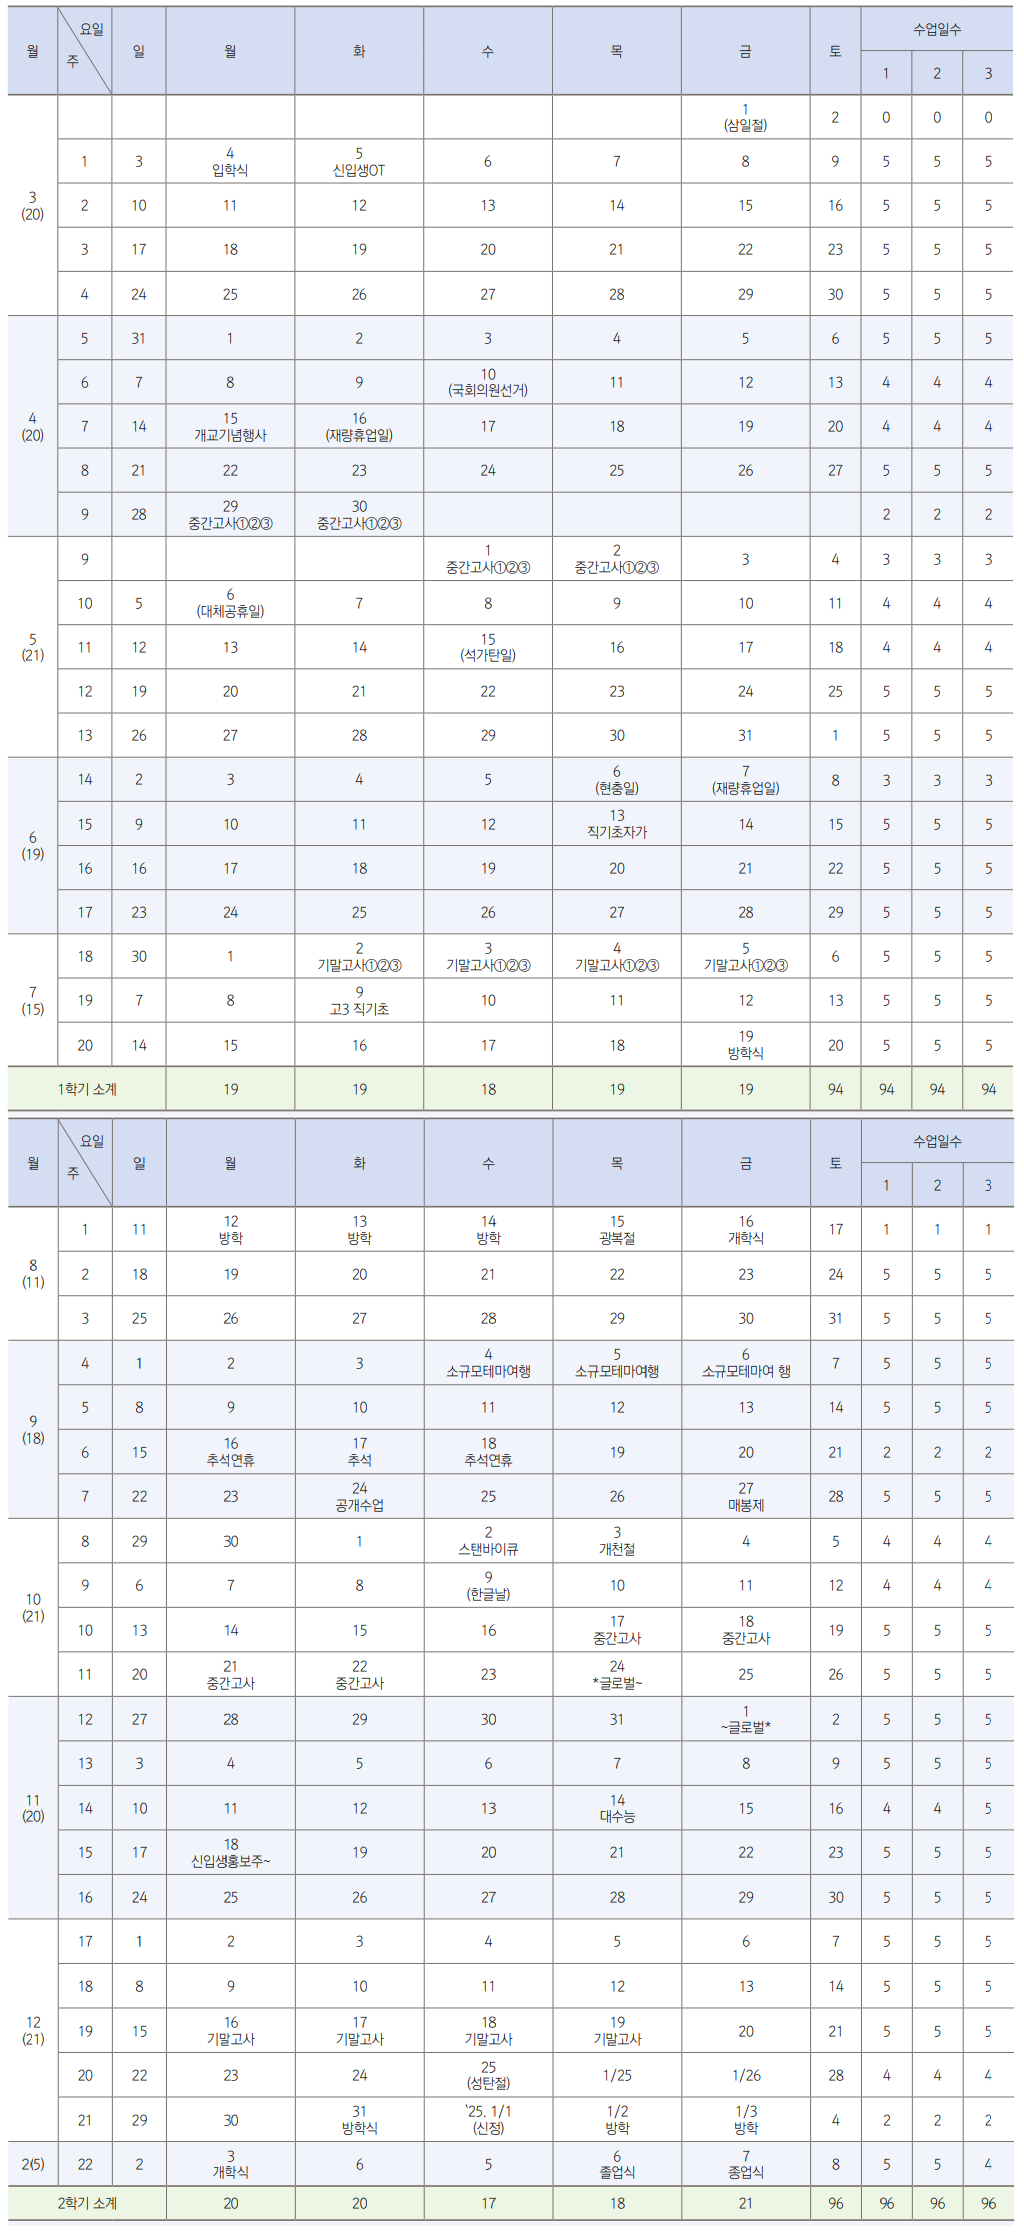 월 요일 주 일 월 화 수 목 금 토 수업일수
1 2 3
3 (20) 1 (삼일절) 2 0 0 0
1 3 4 입학식 5 신입생OT 6 7 8 9 5 5 5
2 10 11 12 13 14 15 16 5 5 5
3 17 18 19 20 21 22 23 5 5 5
4 24 25 26 27 28 29 30 5 5 5
4 (20) 5 31 1 2 3 4 5 6 5 5 5
6 7 8 9 10 (국회의원선거) 11 12 13 4 4 4
7 14 15 개교기념행사 16 (재량휴업일) 17 18 19 20 4 4 4
8 21 22 23 24 25 26 27 5 5 5
9 28 29 중간고사①②③ 30 중간고사①②③ 2 2 2
5 (21) 9 1 중간고사①②③ 2 중간고사①②③ 3 4 3 3 3
10 5 6 (대체공휴일) 7 8 9 10 11 4 4 4
11 12 13 14 15 (석가탄일) 16 17 18 4 4 4
12 19 20 21 22 23 24 25 5 5 5
13 26 27 28 29 30 31 1 5 5 5
6 (19) 14 2 3 4 5 6 (현충일) 7 (재량휴업일) 8 3 3 3
15 9 10 11 12 13 직기초자가 14 15 5 5 5
16 16 17 18 19 20 21 22 5 5 5
17 23 24 25 26 27 28 29 5 5 5
7 (15) 18 30 1 2 기말고사①②③ 3 기말고사①②③ 4 기말고사①②③ 5 기말고사①②③ 6 5 5 5
19 7 8 9 고3 직기초 10 11 12 13 5 5 5
20 14 15 16 17 18 19 방학식 20 5 5 5
1학기 소계 19 19 18 19 19 94 94 94 94
월 요일 주 일 월 화 수 목 금 토 수업일수
1 2 3
8 (11) 1 11 12 방학 13 방학 14 방학 15 광복절 16 개학식 17 1 1 1
2 18 19 20 21 22 23 24 5 5 5
3 25 26 27 28 29 30 31 5 5 5
9 (18) 4 1 2 3 4 소규모테마여행 5 소규모테마여행 6 소규모테마여 행 7 5 5 5
5 8 9 10 11 12 13 14 5 5 5
6 15 16 추석연휴 17 추석 18 추석연휴 19 20 21 2 2 2
7 22 23 24 공개수업 25 26 27 매봉제 28 5 5 5
10 (21) 8 29 30 1 2 스탠바이큐 3 개천절 4 5 4 4 4
9 6 7 8 9 (한글날) 10 11 12 4 4 4
10 13 14 15 16 17 중간고사 18 중간고사 19 5 5 5
11 20 21 중간고사 22 중간고사 23 24 *글로벌~ 25 26 5 5 5
11 (20) 12 27 28 29 30 31 1 ~글로벌* 2 5 5 5
13 3 4 5 6 7 8 9 5 5 5
14 10 11 12 13 14 대수능 15 16 4 4 5
15 17 18 신입생홍보주~ 19 20 21 22 23 5 5 5
16 24 25 26 27 28 29 30 5 5 5
12 (21) 17 1 2 3 4 5 6 7 5 5 5
18 8 9 10 11 12 13 14 5 5 5
19 15 16 기말고사 17 기말고사 18 기말고사 19 기말고사 20 21 5 5 5
20 22 23 24 25 (성탄절) 1/25 1/26 28 4 4 4
21 29 30 31 방학식 ‵25. 1/1 (신정) 1/2 방학 1/3 방학 4 2 2 2
2(5) 22 2 3 개학식 6 5 6 졸업식 7 종업식 8 5 5 4
2학기 소계 20 20 17 18 21 96 96 96 96